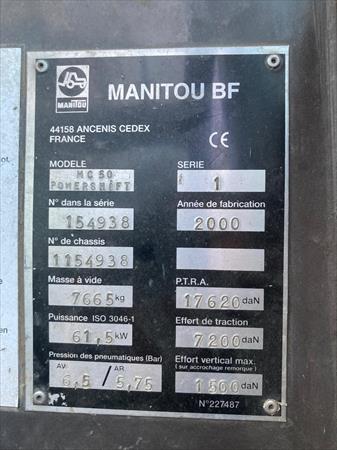 MANITOU
MANITOU BF
44158 ANCENIS CEDEX
FRANCE
CE
MODELE
MC 50
POWERSHIFT
SERIE
1
N° dans la série
154938
Année de fabrication
2000
N° de chassis
1154938
Masse à vide
7665 kg
P.T.R.A.
17620 daN
Puissance ISO 3046-1
61,5 kW
Effort de traction
7200 daN
Pression des pneumatiques (Bar)
AV 6,5 / AR 5,75
Effort vertical max.
(sur accrochage remorque)
1500 daN
N°227487